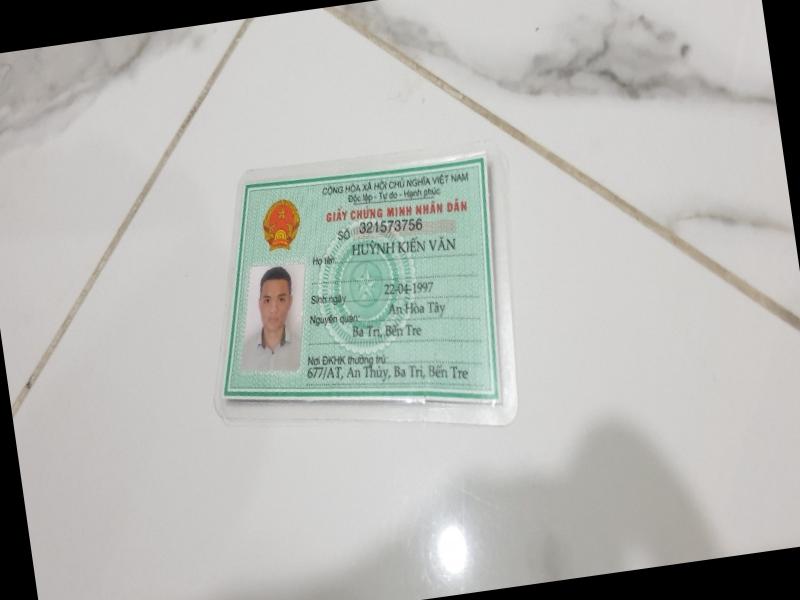 CỘNG HÒA XÃ HỘI CHỦ NGHĨA VIỆT NAM
Độc lập - Tự do - Hạnh phúc
GIẤY CHỨNG MINH NHÂN DÂN
SỐ 321573756
Họ tên: HUỲNH KIẾN VĂN
Sinh ngày 22-04-1997
Nguyên quán: An Hòa Tây
Ba Tri, Bến Tre
Nơi ĐKHK thường trú:
677/AT, An Thủy, Ba Tri, Bến Tre